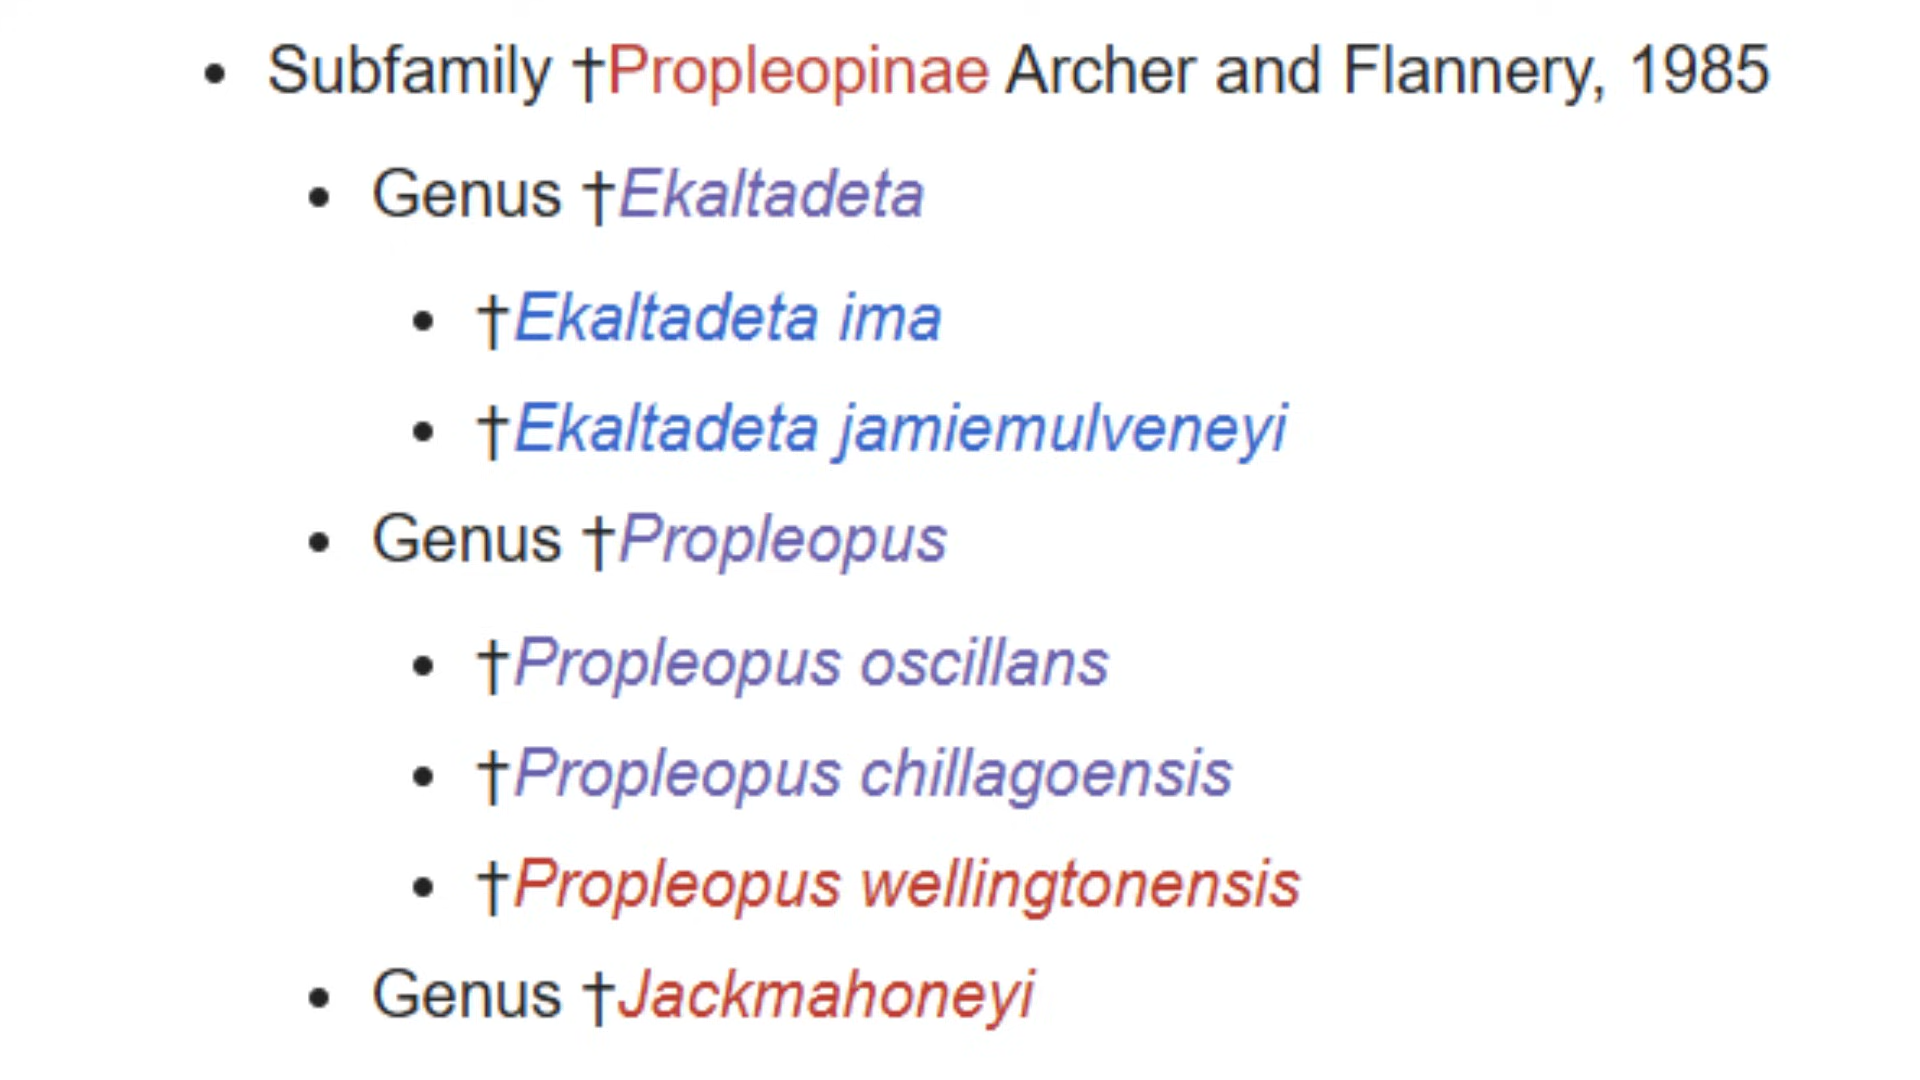 • Subfamily †Propleopinae Archer and Flannery, 1985
• Genus †Ekaltadeta
• †Ekaltadeta ima
• †Ekaltadeta jamiemulveneyi
• Genus †Propleopus
• †Propleopus oscillans
• †Propleopus chillagoensis
• †Propleopus wellingtonensis
• Genus †Jackmahoneyi